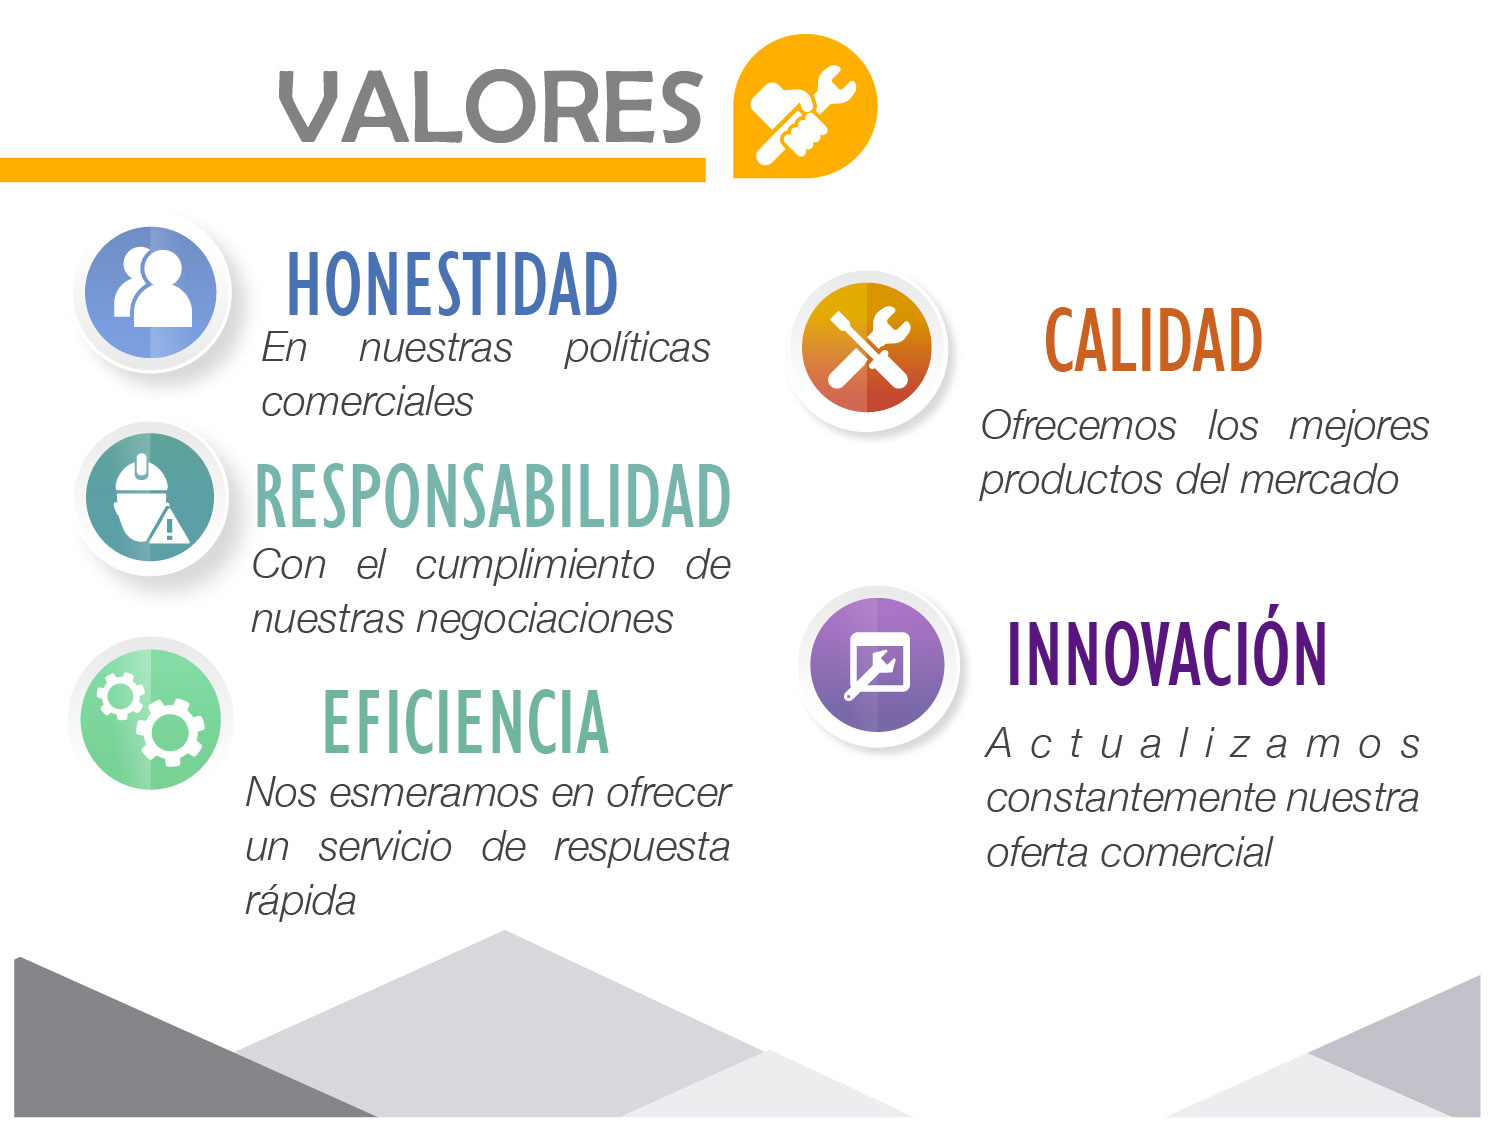 VALORES
HONESTIDAD
En nuestras políticas
comerciales
RESPONSABILIDAD
Con el cumplimiento de
nuestras negociaciones
EFICIENCIA
Nos esmeramos en ofrecer
un servicio de respuesta
rápida
CALIDAD
Ofrecemos los mejores
productos del mercado
INNOVACIÓN
Actualizamos
constantemente nuestra
oferta comercial